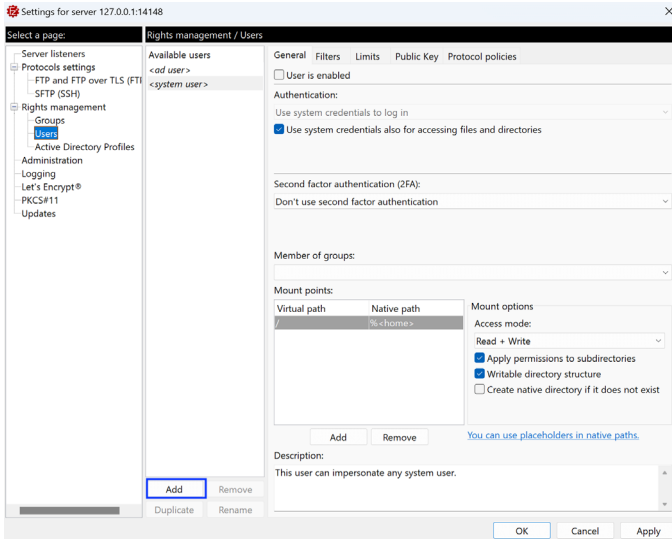 Settings for server 127.0.0.1:14148
Select a page:
Server listeners
Protocols settings
FTP and FTP over TLS (FTI
SFTP (SSH)
Rights management
Groups
Users
Active Directory Profiles
Administration
Logging
Let's Encrypt®
PKCS#11
Updates
Rights management / Users
Available users
<ad user>
<system user>
Add
Remove
Duplicate
Rename
General Filters Limits Public Key Protocol policies
User is enabled
Authentication:
Use system credentials to log in
Use system credentials also for accessing files and directories
Second factor authentication (2FA):
Don't use second factor authentication
Member of groups:
Mount points:
Virtual path Native path
/ %<home>
Add Remove
Mount options
Access mode:
Read + Write
Apply permissions to subdirectories
Writable directory structure
Create native directory if it does not exist
You can use placeholders in native paths.
Description:
This user can impersonate any system user.
OK Cancel Apply